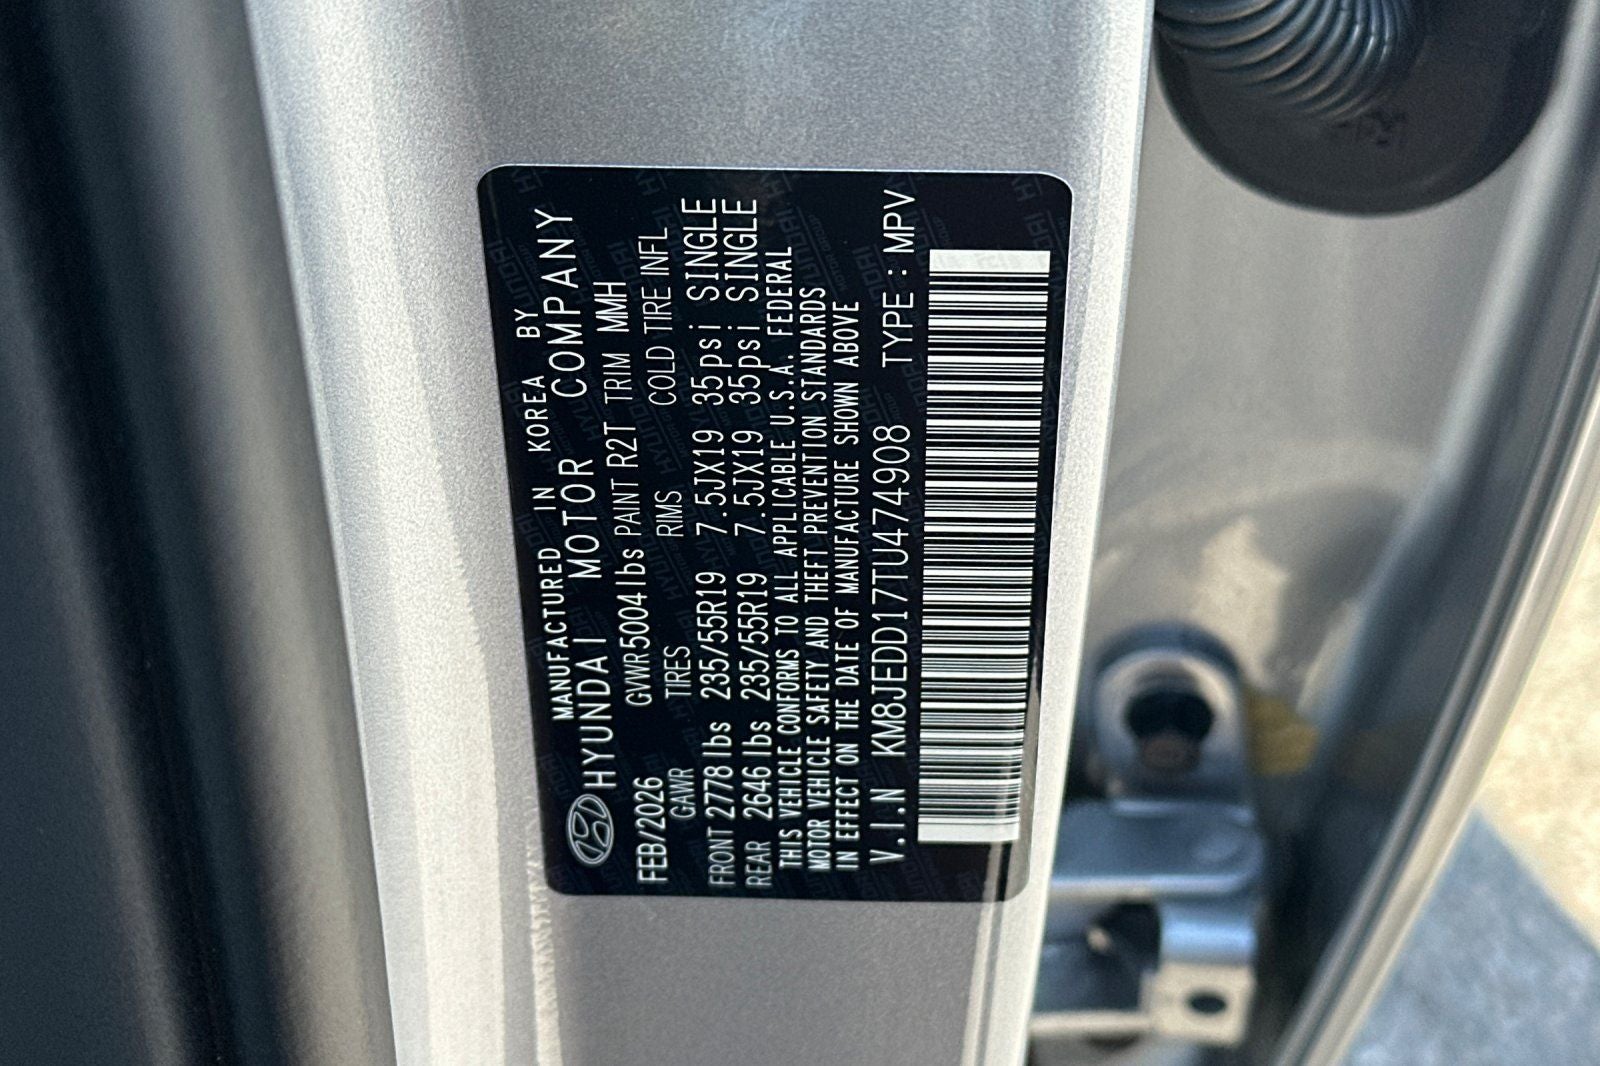 MANUFACTURED IN KOREA BY
HYUNDAI MOTOR COMPANY
FEB/2026 GVWR 5004 lbs PAINT R2T TRIM MMH
GAWR TIRES RIMS COLD TIRE INFL
FRONT 2778 lbs 235/55R19 7.5JX19 35psi SINGLE
REAR 2646 lbs 235/55R19 7.5JX19 35psi SINGLE
THIS VEHICLE CONFORMS TO ALL APPLICABLE U.S.A. FEDERAL
MOTOR VEHICLE SAFETY AND THEFT PREVENTION STANDARDS
IN EFFECT ON THE DATE OF MANUFACTURE SHOWN ABOVE
V.I.N KM8JEDD17TU474908 TYPE : MPV